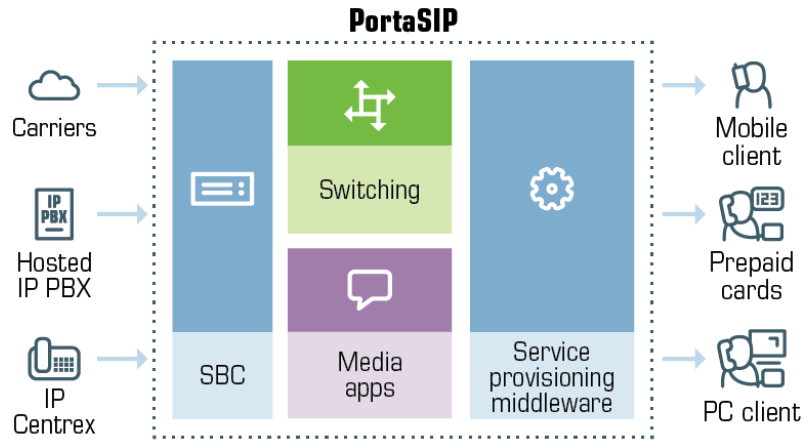 PortaSIP
Carriers
IP
PBX
Hosted
IP PBX
IP
Centrex
SBC
Switching
Media
apps
Service
provisioning
middleware
Mobile
client
123
Prepaid
cards
PC client